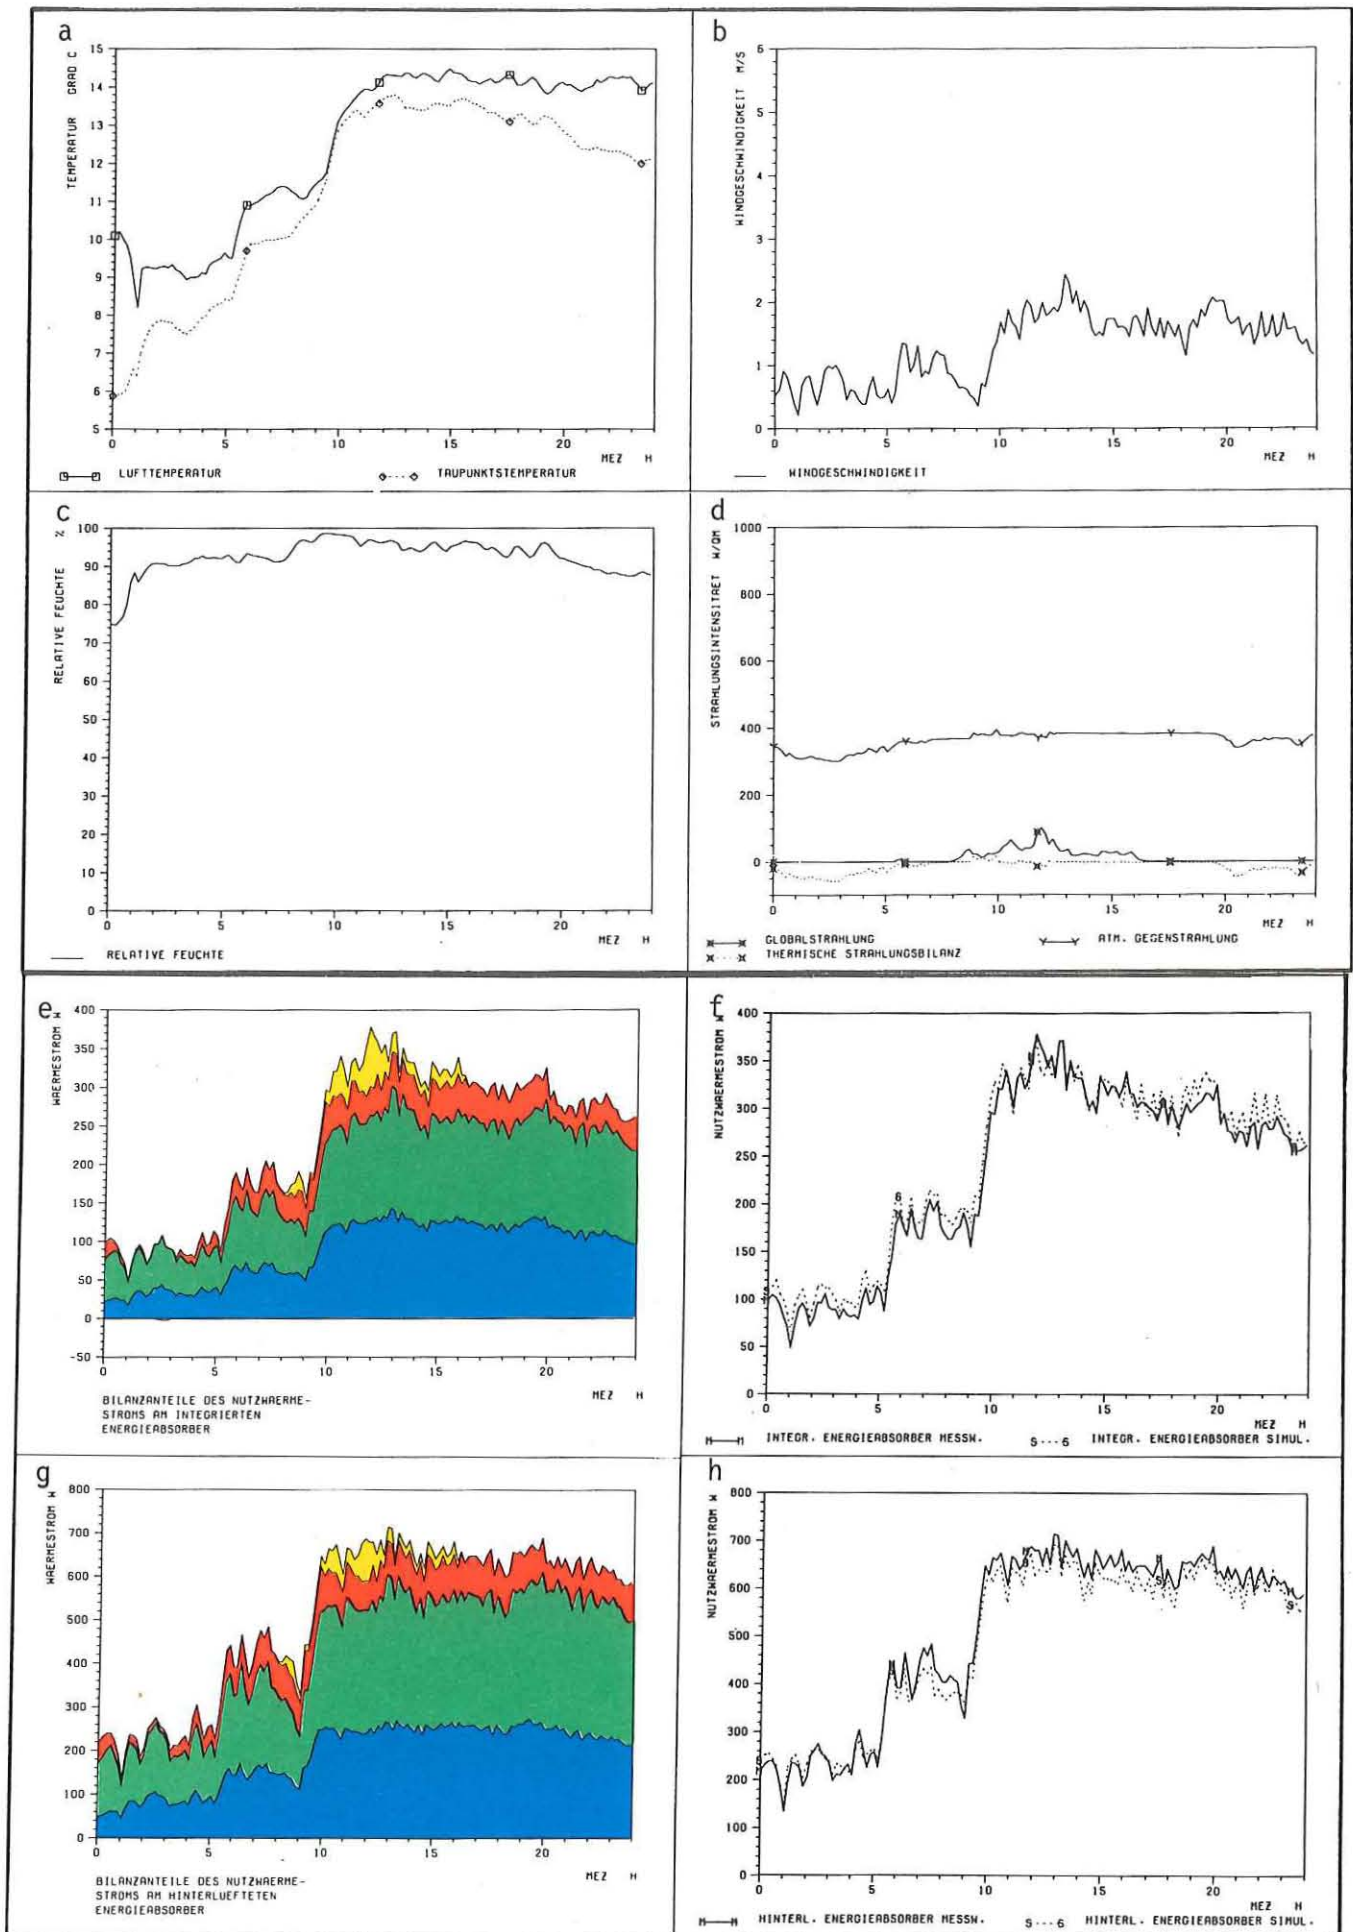 a
TEMPERATUR GRAD C
15
14
13
12
11
10
9
8
7
6
5
0 5 10 15 20
MEZ H
LUFTTEMPERATUR TAUPUNKTSTEMPERATUR
b
WINDGESCHWINDIGKEIT M/S
6
5
4
3
2
1
0
0 5 10 15 20
MEZ H
WINDGESCHWINDIGKEIT
c
RELATIVE FEUCHTE %
100
90
80
70
60
50
40
30
20
10
0
0 5 10 15 20
MEZ H
RELATIVE FEUCHTE
d
STRAHLUNGSINTENSITAET W/QM
1000
800
600
400
200
0
0 5 10 15 20
MEZ H
GLOBALSTRAHLUNG ATM. GEGENSTRAHLUNG
THERMISCHE STRAHLUNGSBILANZ
e
WAERMESTROM W
400
350
300
250
200
150
100
50
0
-50
0 5 10 15 20
MEZ H
BILANZANTEILE DES NUTZWAERME-
STROMS AM INTEGRIERTEN
ENERGIEABSORBER
f
NUTZWAERMESTROM W
400
350
300
250
200
150
100
50
0
0 5 10 15 20
MEZ H
M M INTEGR. ENERGIEABSORBER MESSW. S---S INTEGR. ENERGIEABSORBER SIMUL.
g
WAERMESTROM W
800
700
600
500
400
300
200
100
0
0 5 10 15 20
MEZ H
BILANZANTEILE DES NUTZWAERME-
STROMS AM HINTERLUEFTETEN
ENERGIEABSORBER
h
NUTZWAERMESTROM W
800
700
600
500
400
300
200
100
0
0 5 10 15 20
MEZ H
M M HINTERL. ENERGIEABSORBER MESSW. S---S HINTERL. ENERGIEABSORBER SIMUL.